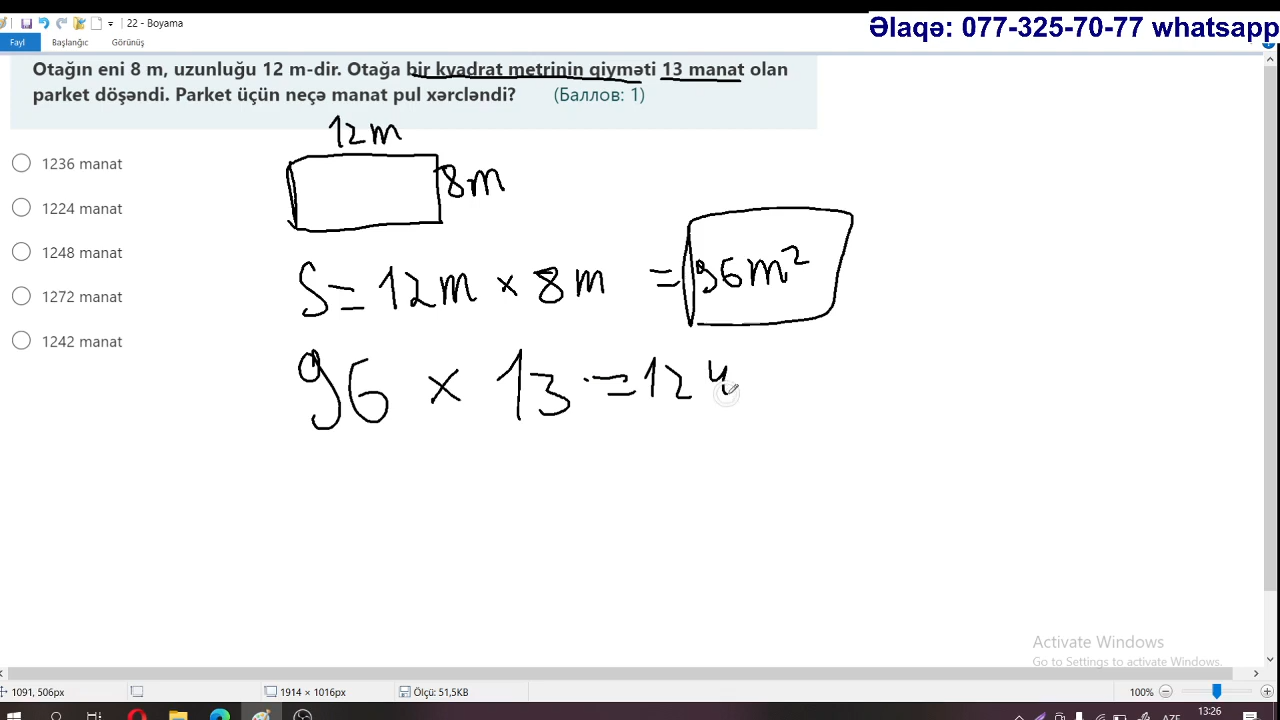 22 - Boyama
Əlaqə: 077-325-70-77 whatsapp
Fayl Başlanğıc Görünüş
Otağın eni 8 m, uzunluğu 12 m-dir. Otağa bir kvadrat metrinin qiyməti 13 manat olan
parket döşəndi. Parket üçün neçə manat pul xərcləndi? (Баллов: 1)
12m
8m
1236 manat
1224 manat
1248 manat
1272 manat
1242 manat
S=12m × 8m = 96m²
96 × 13 = 124
Activate Windows
Go to Settings to activate Windows.
1091, 506px 1914 × 1016px Ölçü: 51,5KB 100%
AZE 13:26